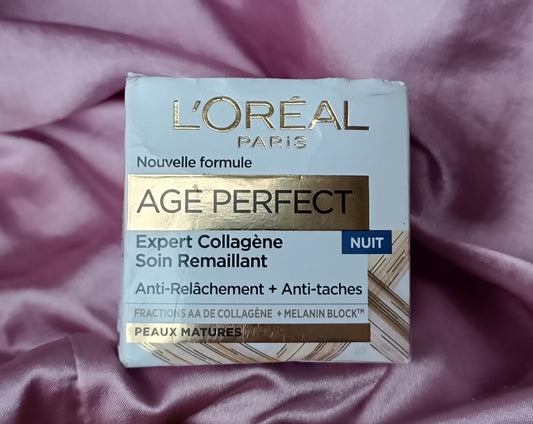 L'ORÉAL
PARIS
Nouvelle formule
AGE PERFECT
Expert Collagène
Soin Remaillant
NUIT
Anti-Relâchement + Anti-taches
FRACTIONS AA DE COLLAGÈNE + MELANIN BLOCK™
PEAUX MATURES